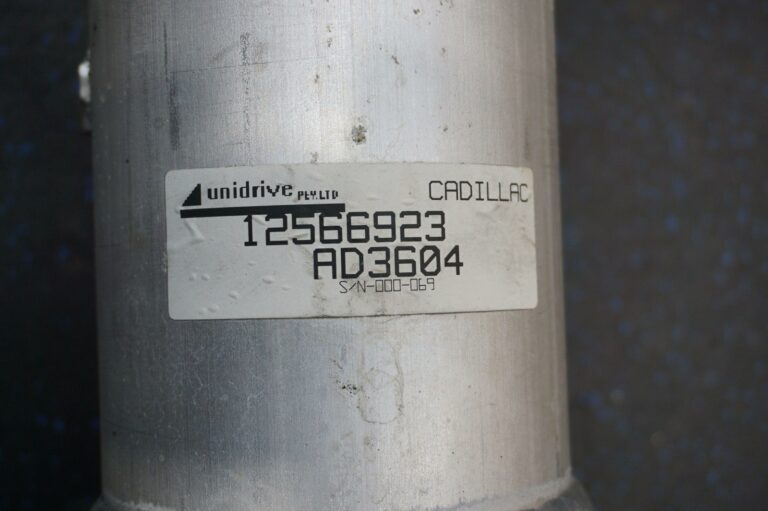 unidrive PtY.LTD CADILLAC
12566923
AD3604
S/N-000-069